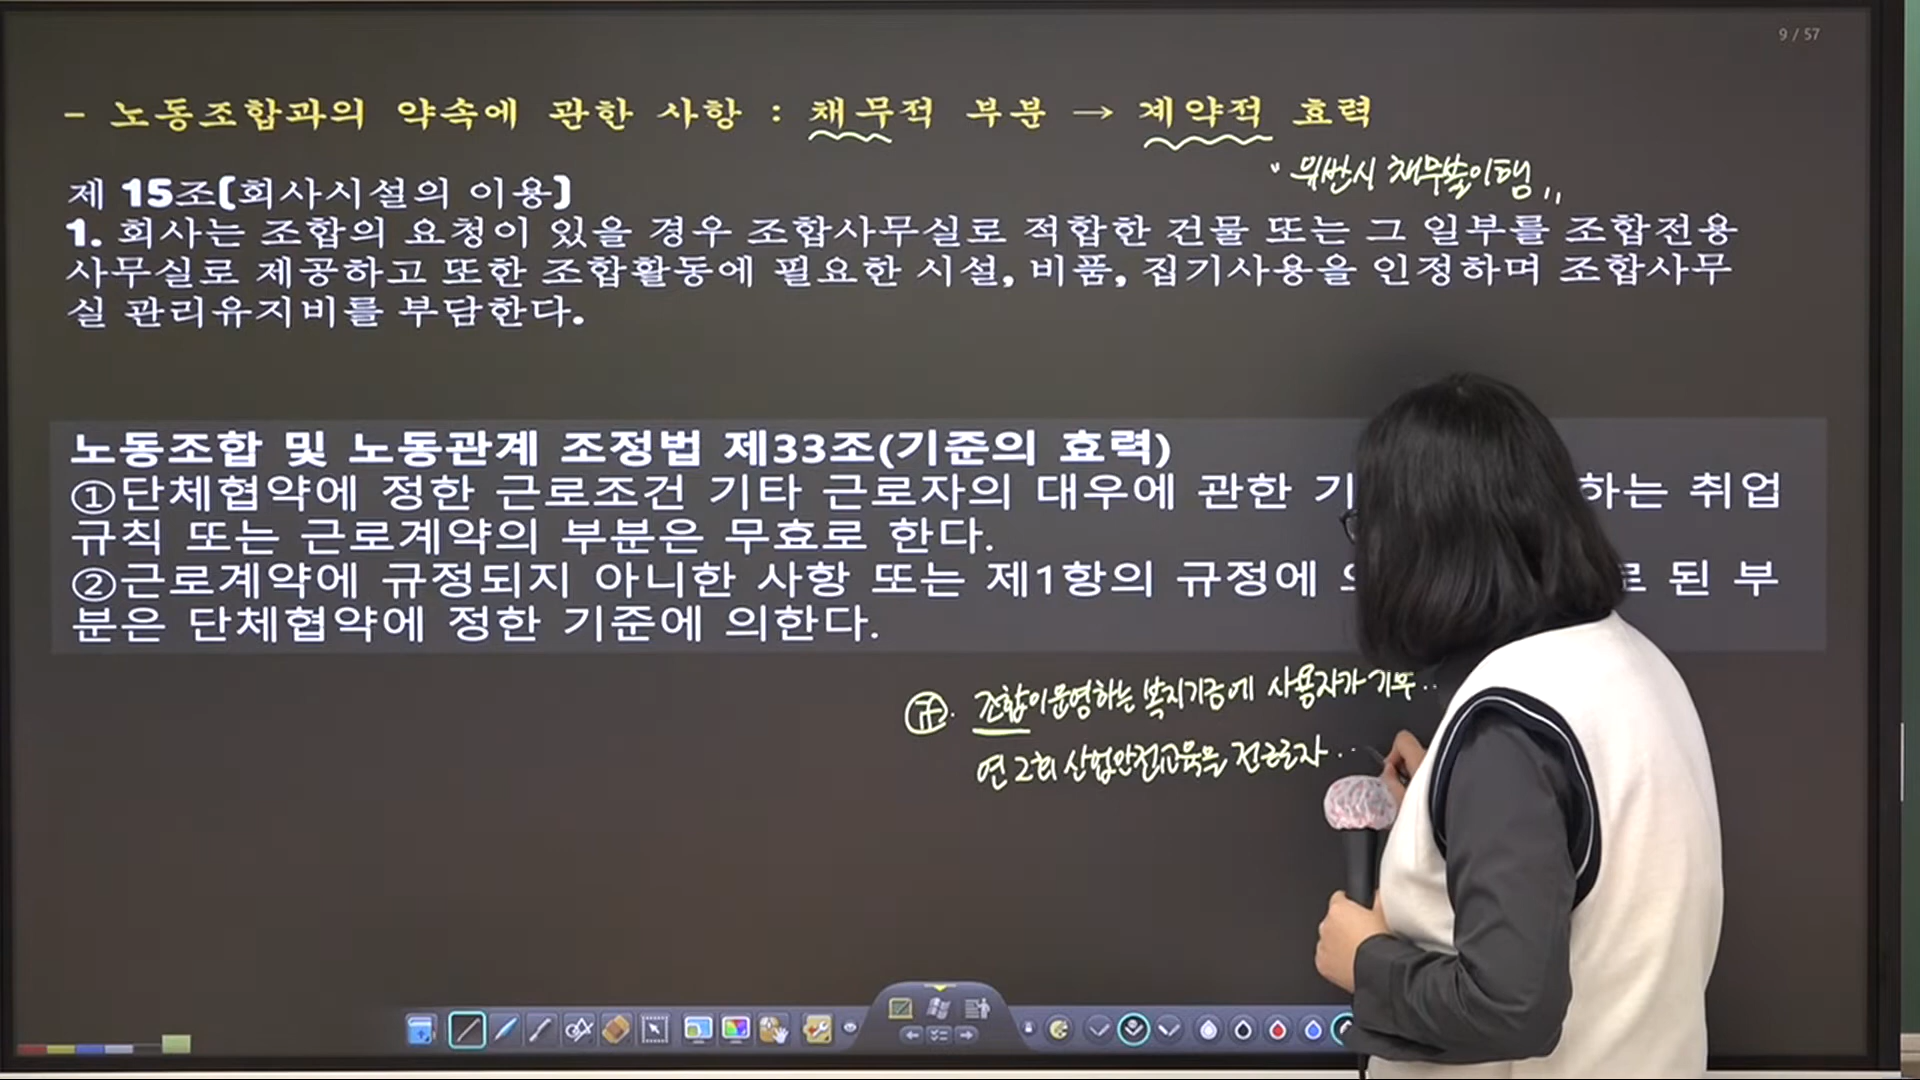 9 / 57
- 노동조합과의 약속에 관한 사항 : 채무적 부분 → 계약적 효력
" 위반시 채무불이행 "
제 15조(회사시설의 이용)
1. 회사는 조합의 요청이 있을 경우 조합사무실로 적합한 건물 또는 그 일부를 조합전용
사무실로 제공하고 또한 조합활동에 필요한 시설, 비품, 집기사용을 인정하며 조합사무
실 관리유지비를 부담한다.
노동조합 및 노동관계 조정법 제33조(기준의 효력)
①단체협약에 정한 근로조건 기타 근로자의 대우에 관한 기 하는 취업
규칙 또는 근로계약의 부분은 무효로 한다.
②근로계약에 규정되지 아니한 사항 또는 제1항의 규정에 로 된 부
분은 단체협약에 정한 기준에 의한다.
조합이 운영하는 복지기금에 사용자가 기부..
연 2회 산업안전교육을 전근로자..